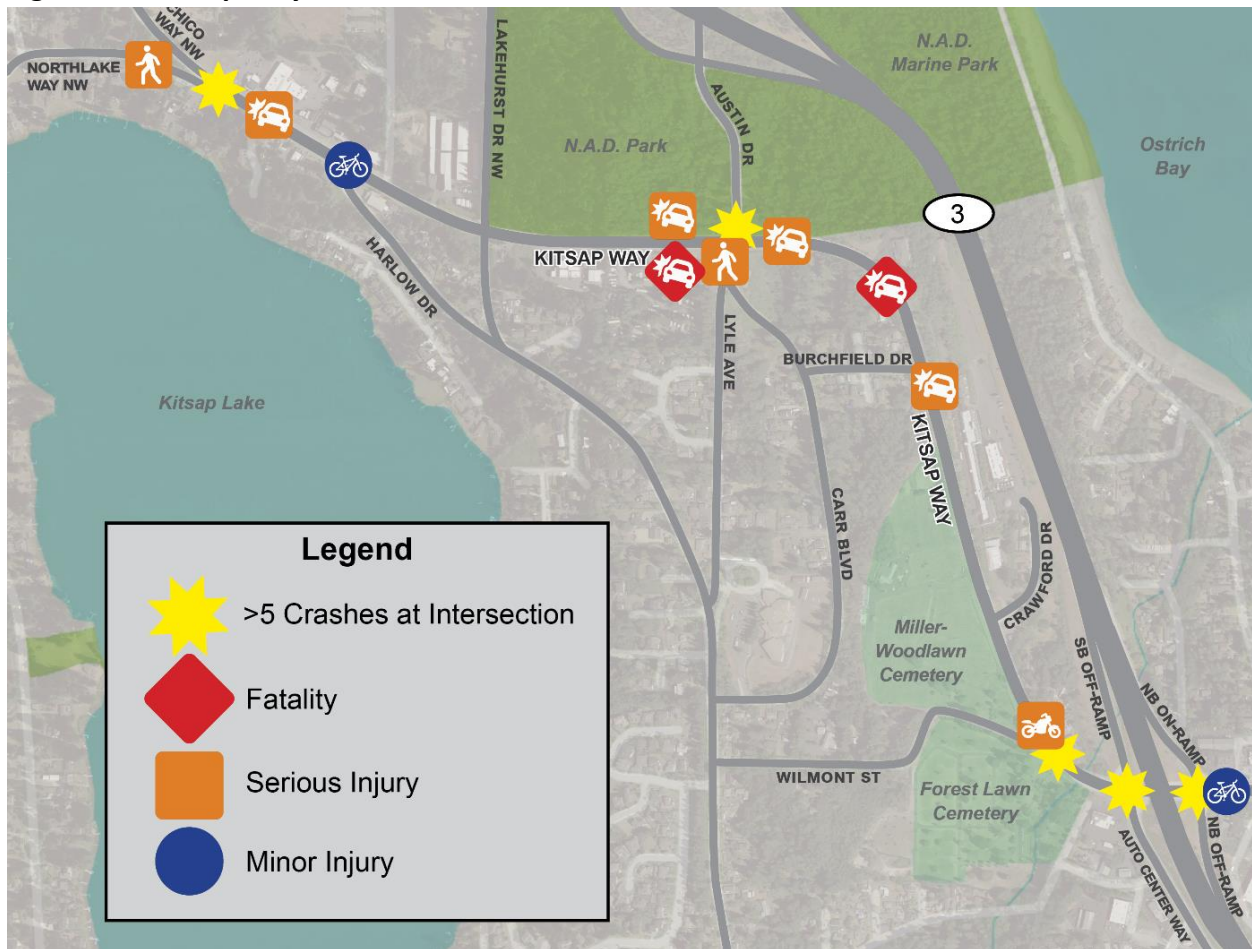 CHICO
WAY NW
NORTHLAKE
WAY NW
LAKEHURST DR NW
N.A.D.
Marine Park
AUSTIN DR
N.A.D. Park
Ostrich
Bay
3
KITSAP WAY
HARLOW DR
LYLE AVE
BURCHFIELD DR
Kitsap Lake
KITSAP WAY
CARR BLVD
CRAWFORD DR
Miller-
Woodlawn
Cemetery
SB OFF-RAMP
NB ON-RAMP
WILMONT ST
Forest Lawn
Cemetery
AUTO CENTER WAY
NB OFF-RAMP
Legend
>5 Crashes at Intersection
Fatality
Serious Injury
Minor Injury